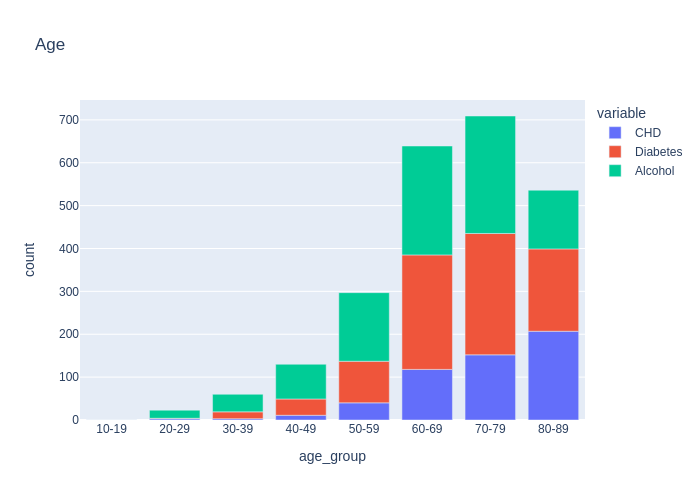 Age
variable
CHD
Diabetes
Alcohol
count
700
600
500
400
300
200
100
0
10-19 20-29 30-39 40-49 50-59 60-69 70-79 80-89
age_group